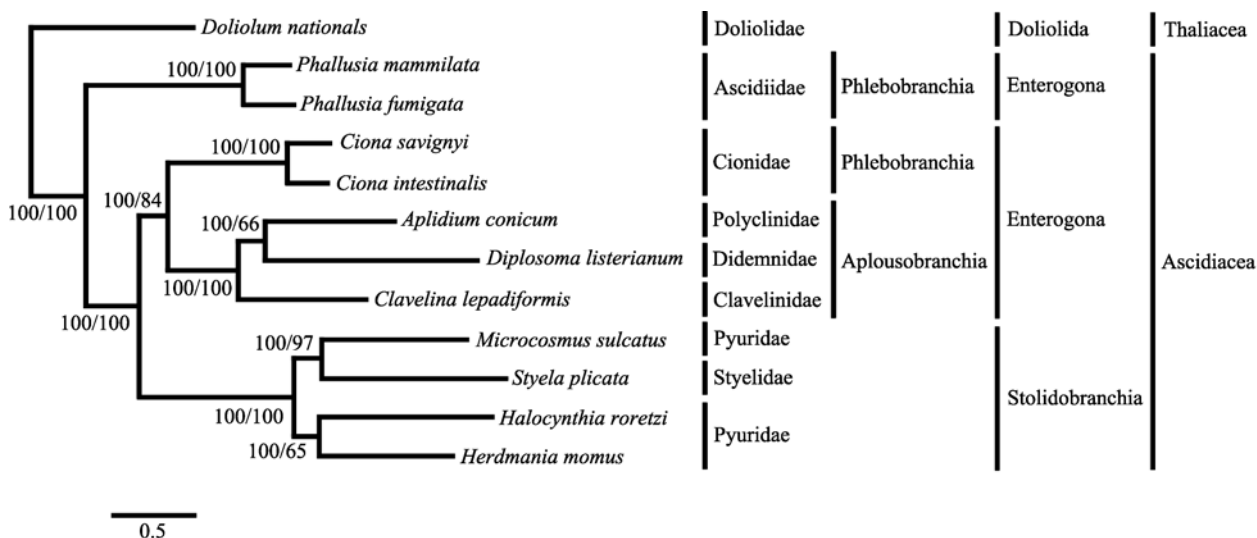 Doliolum nationals Doliolidae Doliolida Thaliacea
100/100 Phallusia mammilata
Phallusia fumigata
Ascidiidae Phlebobranchia Enterogona
100/100 Ciona savignyi
Ciona intestinalis
Cionidae Phlebobranchia
100/84
100/100
100/66 Aplidium conicum Polyclinidae
Enterogona
Diplosoma listerianum Didemnidae Aplousobranchia Ascidiacea
100/100
Clavelina lepadiformis Clavelinidae
100/100
100/97 Microcosmus sulcatus Pyuridae
Styela plicata Styelidae
Stolidobranchia
100/100
Halocynthia roretzi
Pyuridae
100/65
Herdmania momus
0.5